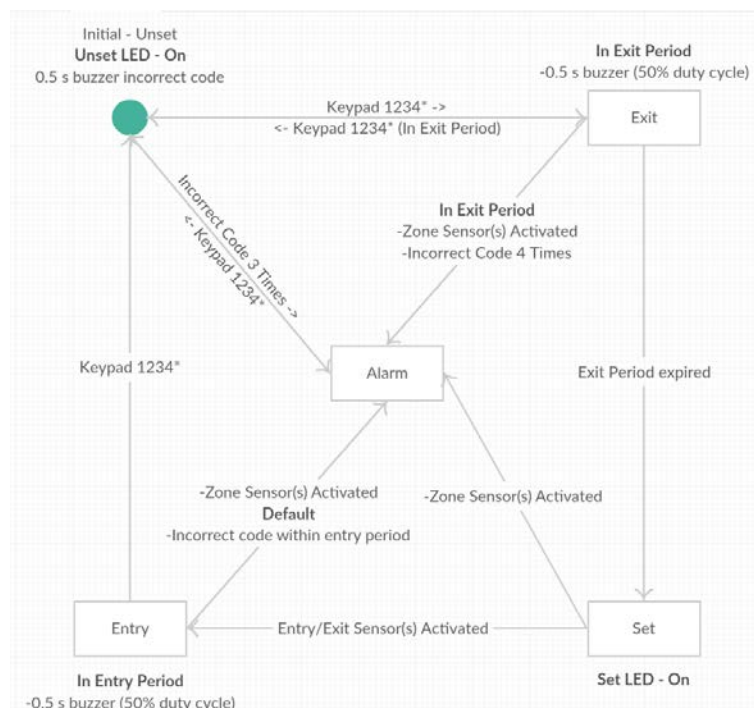 Initial - Unset
Unset LED - On
0.5 s buzzer incorrect code
In Exit Period
-0.5 s buzzer (50% duty cycle)
Keypad 1234* ->
<- Keypad 1234* (In Exit Period)
Exit
Incorrect Code 3 Times ->
<- Keypad 1234*
In Exit Period
-Zone Sensor(s) Activated
-Incorrect Code 4 Times
Keypad 1234*
Alarm
Exit Period expired
-Zone Sensor(s) Activated
Default
-Incorrect code within entry period
-Zone Sensor(s) Activated
Entry
Entry/Exit Sensor(s) Activated
Set
In Entry Period
-0.5 s buzzer (50% duty cycle)
Set LED - On